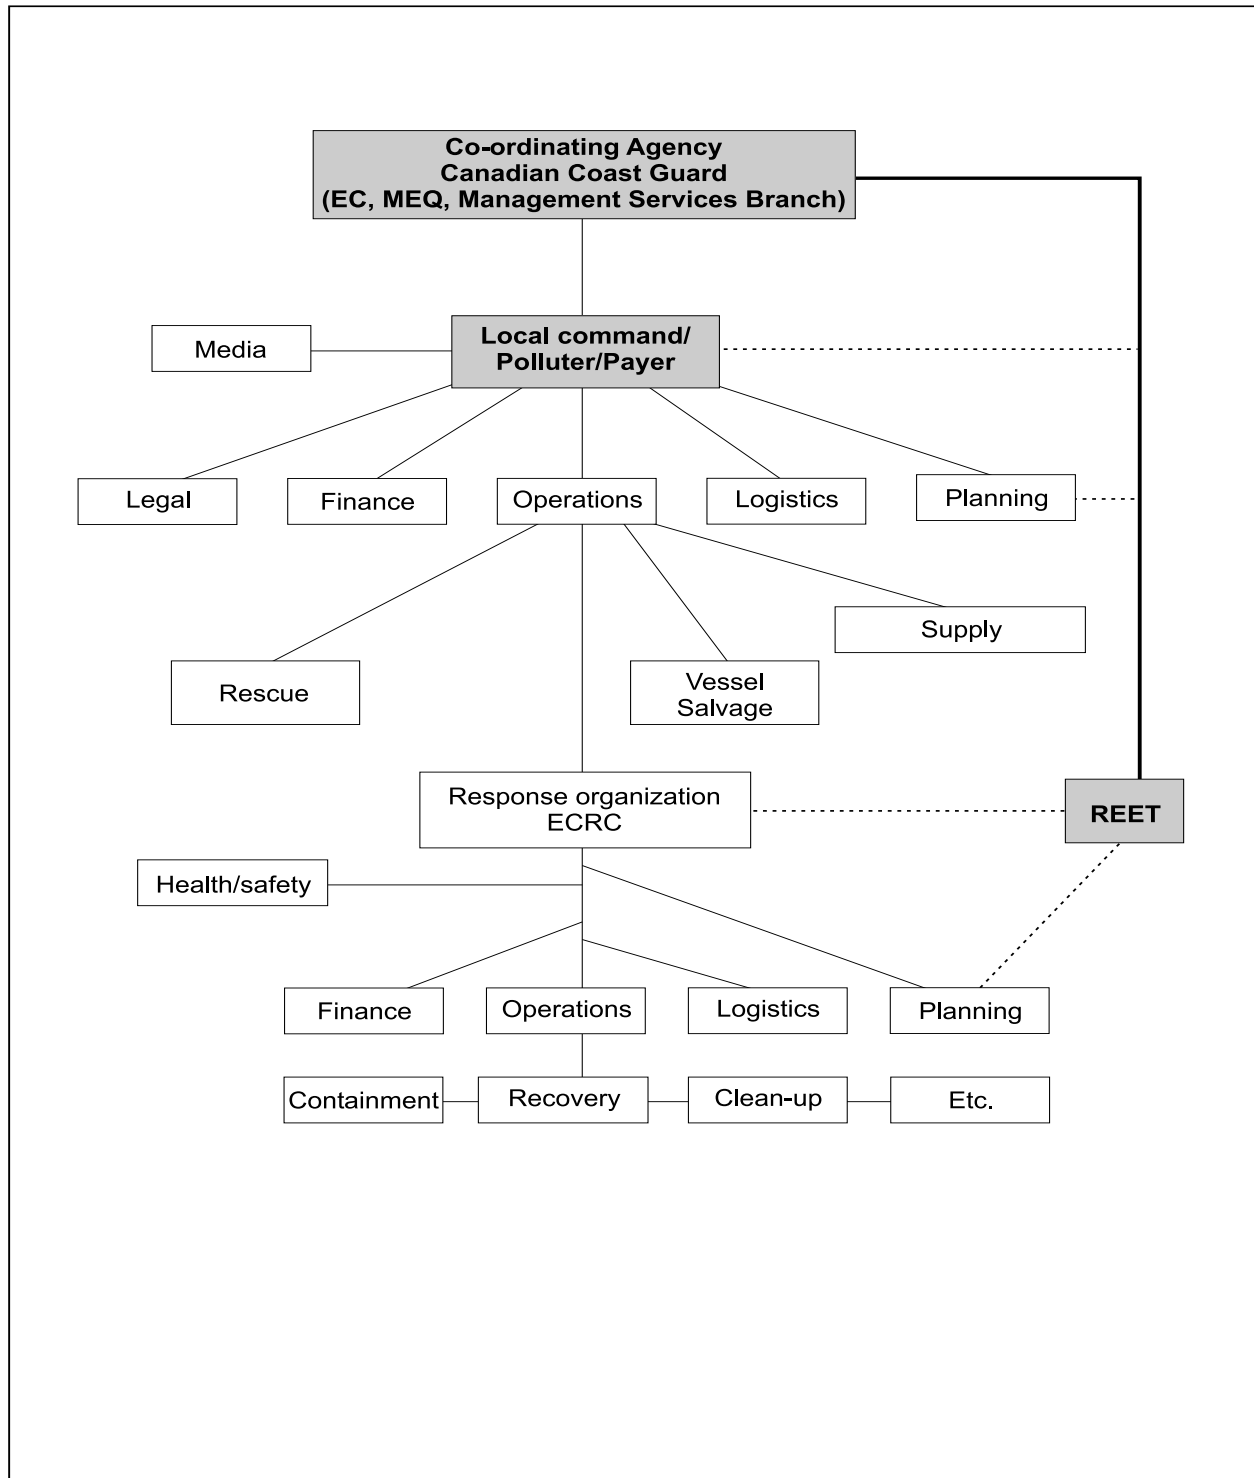 Co-ordinating Agency
Canadian Coast Guard
(EC, MEQ, Management Services Branch)
Media
Local command/
Polluter/Payer
Legal
Finance
Operations
Logistics
Planning
Supply
Rescue
Vessel
Salvage
Response organization
ECRC
REET
Health/safety
Finance
Operations
Logistics
Planning
Containment
Recovery
Clean-up
Etc.